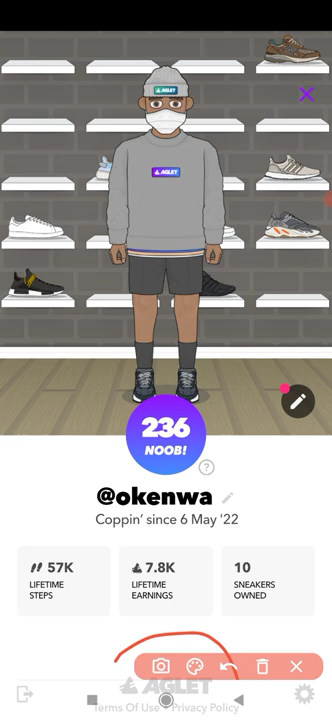 AGLET
AGLET
236
NOOB!
?
@okenwa
Coppin' since 6 May '22
57K
LIFETIME
STEPS
7.8K
LIFETIME
EARNINGS
10
SNEAKERS
OWNED
AGLET
Terms Of Use • Privacy Policy